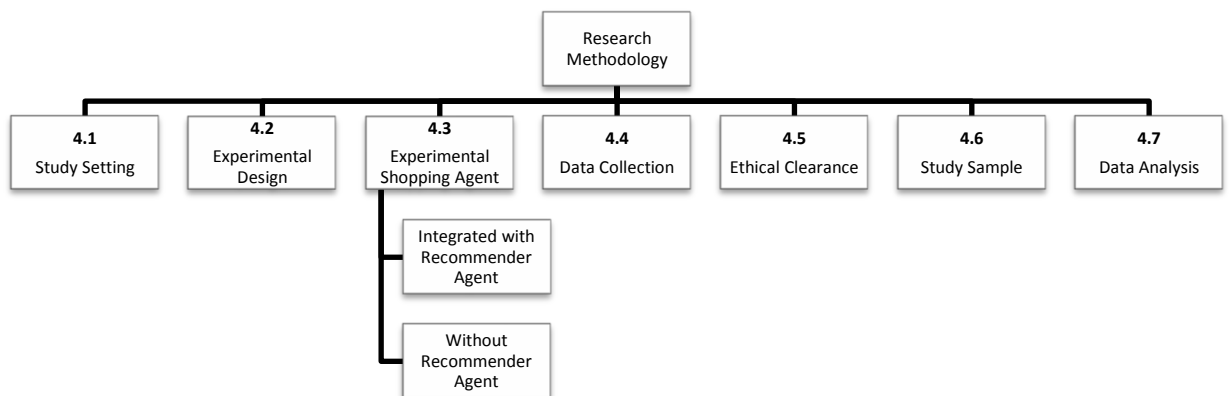 Research
Methodology
4.1
Study Setting
4.2
Experimental
Design
4.3
Experimental
Shopping Agent
4.4
Data Collection
4.5
Ethical Clearance
4.6
Study Sample
4.7
Data Analysis
Integrated with
Recommender
Agent
Without
Recommender
Agent